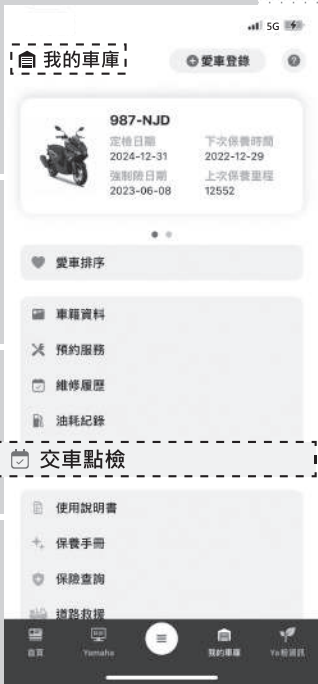 5G
我的車庫
愛車登錄
?
987-NJD
定檢日期 下次保養時間
2024-12-31 2022-12-29
強制險日期 上次保養里程
2023-06-08 12552
愛車排序
車籍資料
預約服務
維修履歷
油耗紀錄
交車點檢
使用說明書
保養手冊
保險查詢
道路救援
首頁 Yamaha 我的車庫